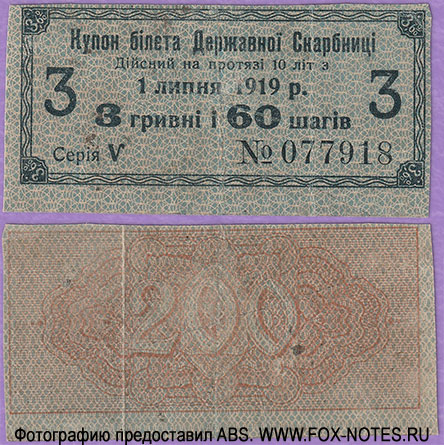 Купон білета Державної Скарбниці
Дійсний на протязі 10 літ з
1 липня 1919 р.
3 3
3 гривні і 60 шагів
Серія V № 077918
200
Фотографию предоставил ABS. WWW.FOX-NOTES.RU